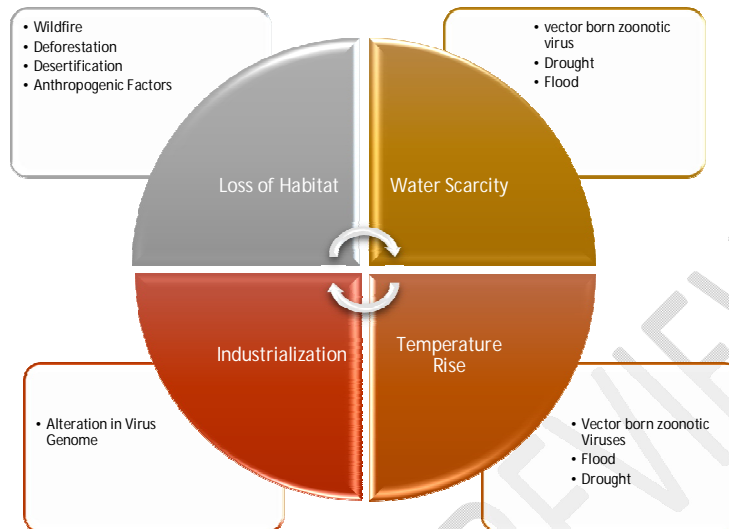 • Wildfire
• Deforestation
• Desertification
• Anthropogenic Factors
• vector born zoonotic
virus
• Drought
• Flood
Loss of Habitat
Water Scarcity
Industrialization
Temperature
Rise
• Alteration in Virus
Genome
• Vector born zoonotic
Viruses
• Flood
• Drought